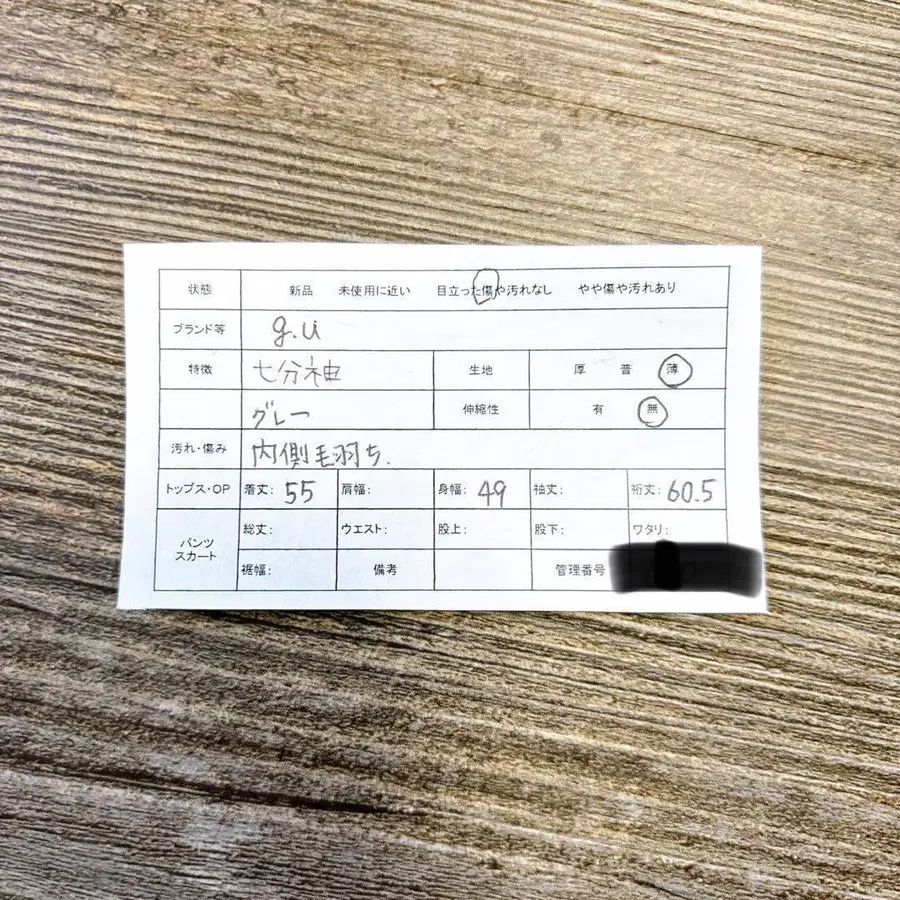 状態 新品 未使用に近い 目立った傷や汚れなし やや傷や汚れあり
ブランド等 g.u
特徴 七分袖 生地 厚 普 薄
グレー 伸縮性 有 無
汚れ・傷み 内側毛羽ち、
トップス・OP 着丈: 55 肩幅: 身幅: 49 袖丈: 裄丈: 60.5
パンツ スカート 総丈: ウエスト: 股上: 股下: ワタリ:
裾幅: 備考 管理番号